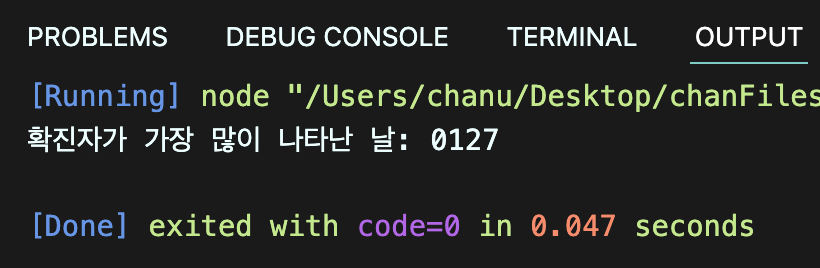 PROBLEMS DEBUG CONSOLE TERMINAL OUTPUT
[Running] node "/Users/chanu/Desktop/chanFiles
확진자가 가장 많이 나타난 날: 0127
[Done] exited with code=0 in 0.047 seconds